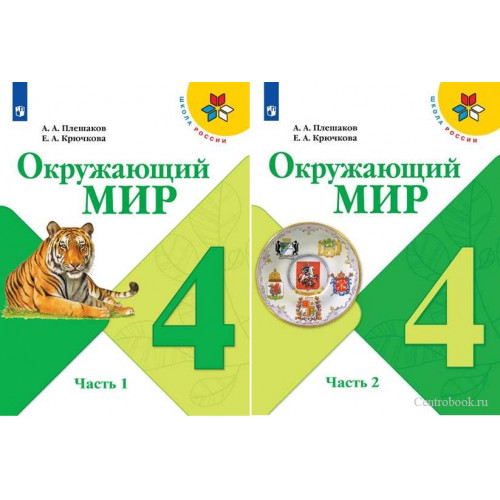 ШКОЛА РОССИИ
А. А. Плешаков
Е. А. Крючкова
Окружающий
МИР
4
Часть 1
ШКОЛА РОССИИ
А. А. Плешаков
Е. А. Крючкова
Окружающий
МИР
4
Часть 2
Centrobook.ru